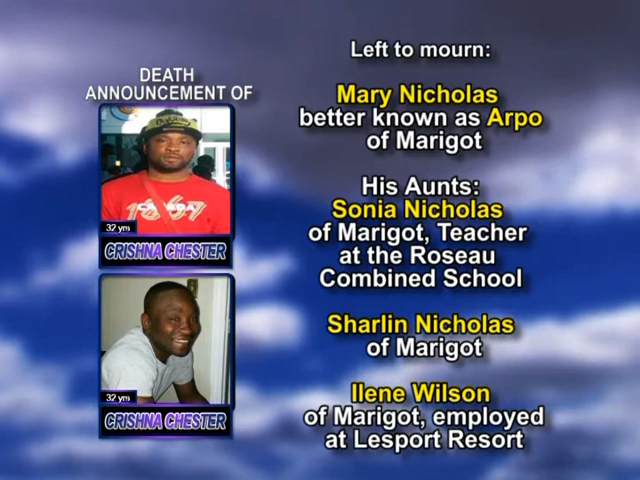 DEATH
ANNOUNCEMENT OF
32 yrs
CRISHNA CHESTER
32 yrs
CRISHNA CHESTER
Left to mourn:
Mary Nicholas
better known as Arpo
of Marigot
His Aunts:
Sonia Nicholas
of Marigot, Teacher
at the Roseau
Combined School
Sharlin Nicholas
of Marigot
Ilene Wilson
of Marigot, employed
at Lesport Resort